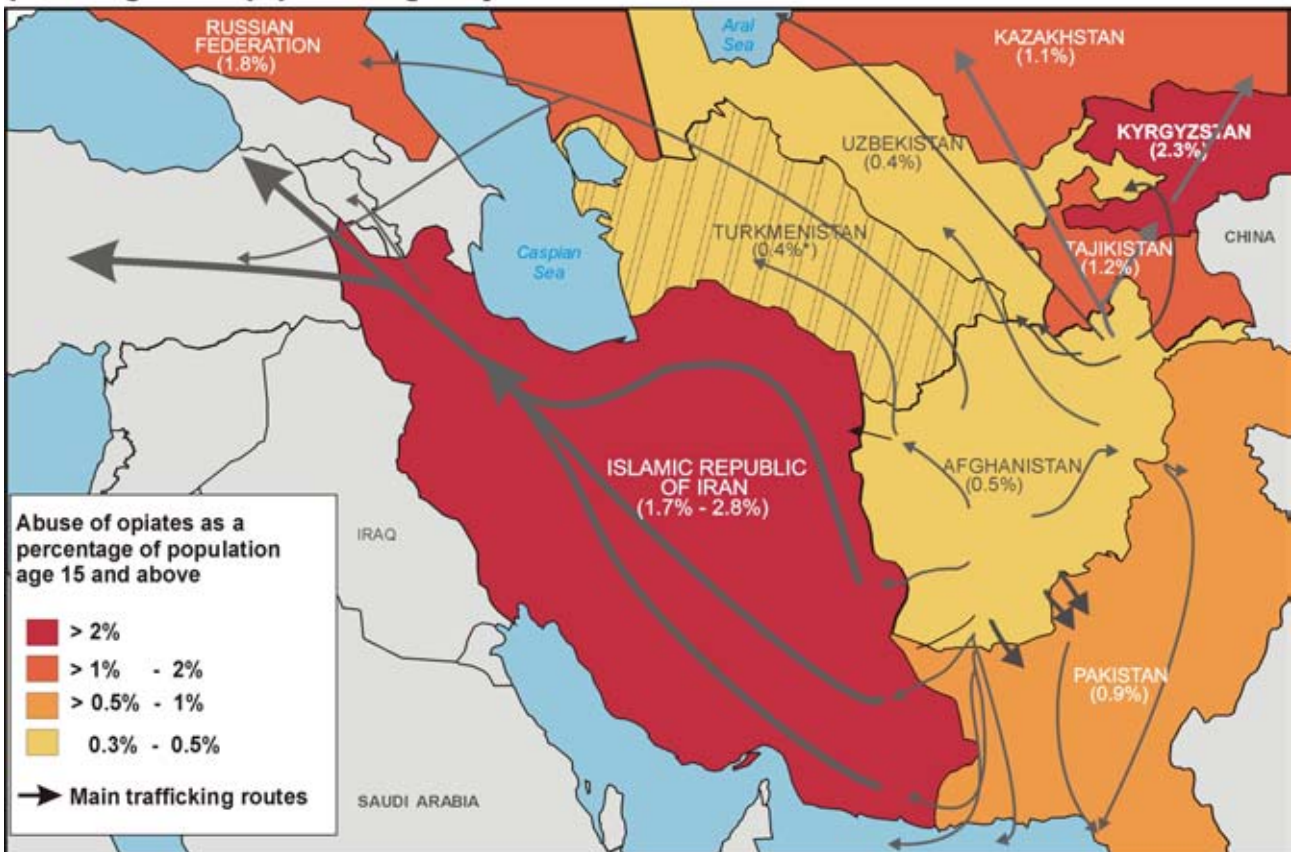 RUSSIAN
FEDERATION
(1.8%)
Aral
Sea
KAZAKHSTAN
(1.1%)
UZBEKISTAN
(0.4%)
KYRGYZSTAN
(2.3%)
TURKMENISTAN
(0.4%*)
TAJIKISTAN
(1.2%)
CHINA
Caspian
Sea
ISLAMIC REPUBLIC
OF IRAN
(1.7% - 2.8%)
AFGHANISTAN
(0.5%)
IRAQ
PAKISTAN
(0.9%)
SAUDI ARABIA
Abuse of opiates as a
percentage of population
age 15 and above
> 2%
> 1% - 2%
> 0.5% - 1%
0.3% - 0.5%
Main trafficking routes